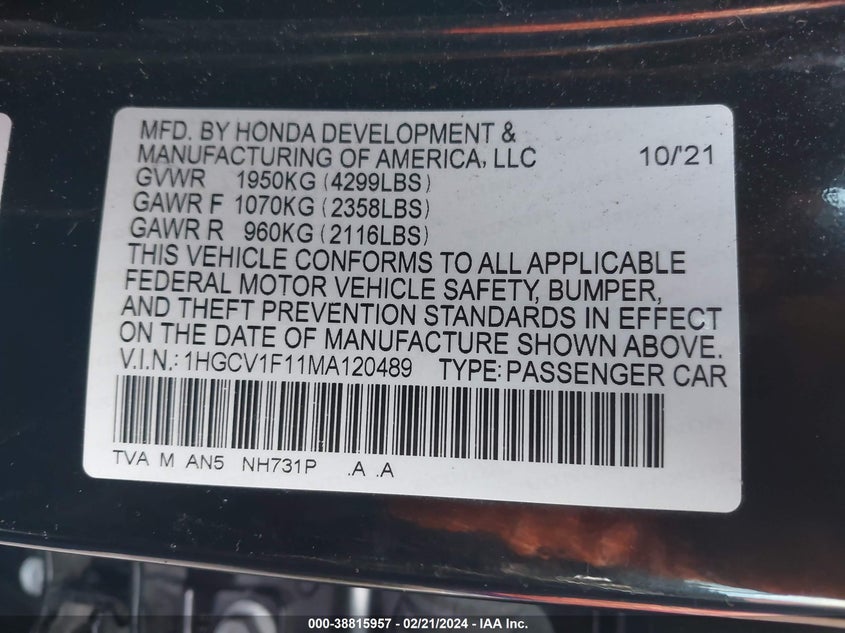 MFD. BY HONDA DEVELOPMENT &
MANUFACTURING OF AMERICA, LLC 10/'21
GVWR 1950KG (4299LBS)
GAWR F 1070KG (2358LBS)
GAWR R 960KG (2116LBS)
THIS VEHICLE CONFORMS TO ALL APPLICABLE
FEDERAL MOTOR VEHICLE SAFETY, BUMPER,
AND THEFT PREVENTION STANDARDS IN EFFECT
ON THE DATE OF MANUFACTURE SHOWN ABOVE.
V.I.N.: 1HGCV1F11MA120489 TYPE: PASSENGER CAR
TVA M AN5 NH731P .A .A
000-38815957 - 02/21/2024 - IAA Inc.